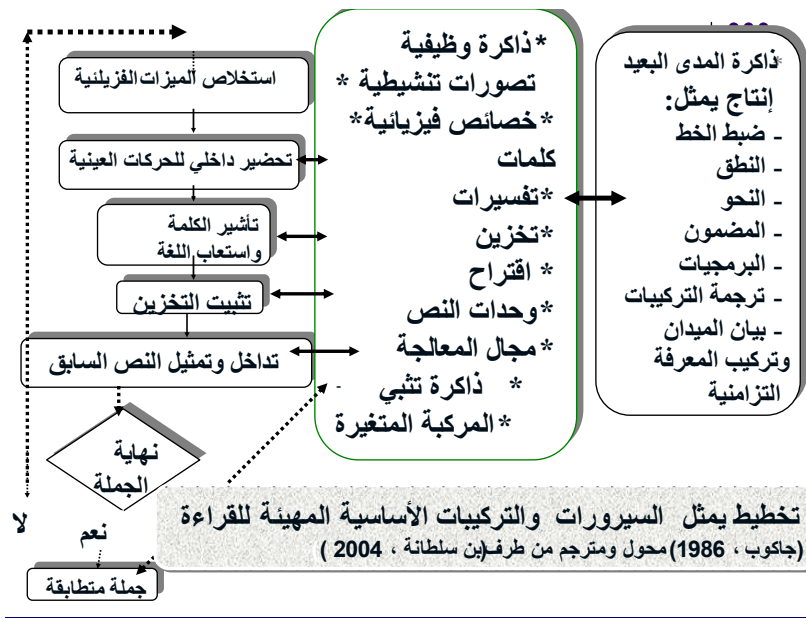 *ذاكرة المدى البعيد
إنتاج يمثل:
- ضبط الخط
- النطق
- النحو
- المضمون
- البرمجيات
- ترجمة التركيبات
- بيان الميدان
وتركيب المعرفة
التزامنية
*ذاكرة وظيفية
تصورات تنشيطية *
*خصائص فيزيائية*
كلمات
*تفسيرات
*تخزين
* اقتراح
*وحدات النص
*مجال المعالجة
* ذاكرة تثبي -
*المركبة المتغيرة
استخلاص الميزات الفزيلئية
تحضير داخلي للحركات العينية
تأشير الكلمة
واستعاب اللغة
تثبيت التخزين
تداخل وتمثيل النص السابق
نهاية
الجملة
لا
نعم
جملة متطابقة
تخطيط يمثل السيرورات والتركيبات الأساسية المهيئة للقراءة
(جاكوب ، 1986) محول ومترجم من طرف(بن سلطانة ، 2004 )